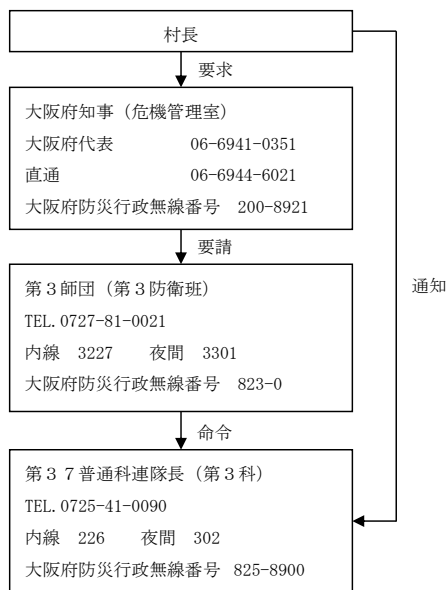 村長
要求
大阪府知事（危機管理室）
大阪府代表　　　　06-6941-0351
直通　　　　　　　06-6944-6021
大阪府防災行政無線番号　200-8921
要請
通知
第３師団（第３防衛班）
TEL.0727-81-0021
内線　3227　　夜間　3301
大阪府防災行政無線番号　823-0
命令
第３７普通科連隊長（第３科）
TEL.0725-41-0090
内線　226　　夜間　302
大阪府防災行政無線番号　825-8900